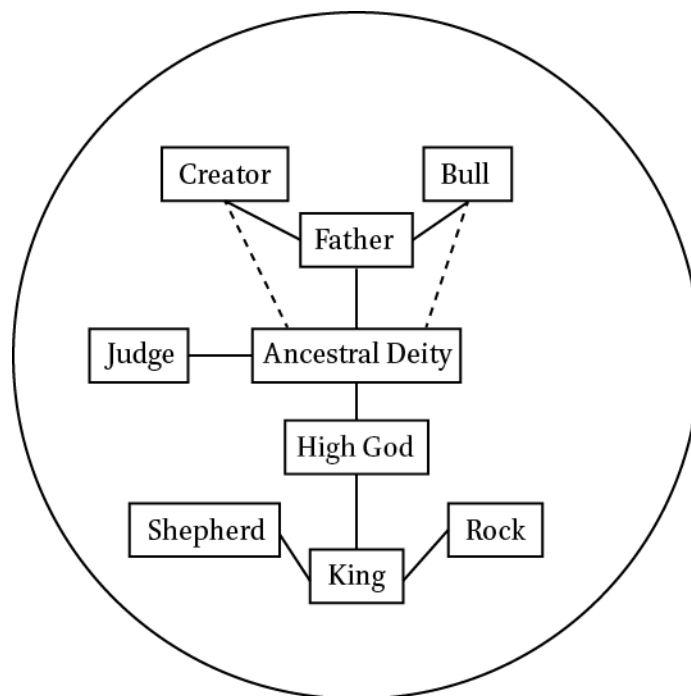 Creator
Bull
Father
Judge
Ancestral Deity
High God
Shepherd
Rock
King